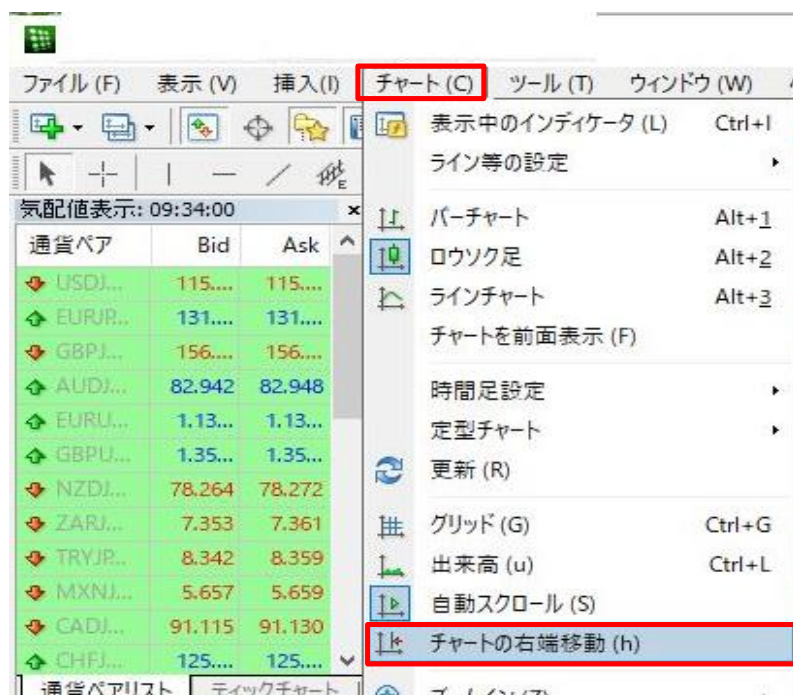 ファイル (F) 表示 (V) 挿入(I) チャート (C) ツール (T) ウィンドウ (W)
表示中のインディケータ (L) Ctrl+I
ライン等の設定
気配値表示: 09:34:00
通貨ペア Bid Ask
バーチャート Alt+1
ロウソク足 Alt+2
ラインチャート Alt+3
チャートを前面表示 (F)
時間足設定
定型チャート
更新 (R)
グリッド (G) Ctrl+G
出来高 (u) Ctrl+L
自動スクロール (S)
チャートの右端移動 (h)
USDJ... 115.... 115....
EURJP... 131.... 131....
GBPJ... 156.... 156....
AUDJ... 82.942 82.948
EURU... 1.13... 1.13...
GBPU... 1.35... 1.35...
NZDJ... 78.264 78.272
ZARJ... 7.353 7.361
TRYJP... 8.342 8.359
MXNJ... 5.657 5.659
CADJ... 91.115 91.130
CHFJ... 125.... 125....
通貨ペアリスト ティックチャート
ズームイン (Z)